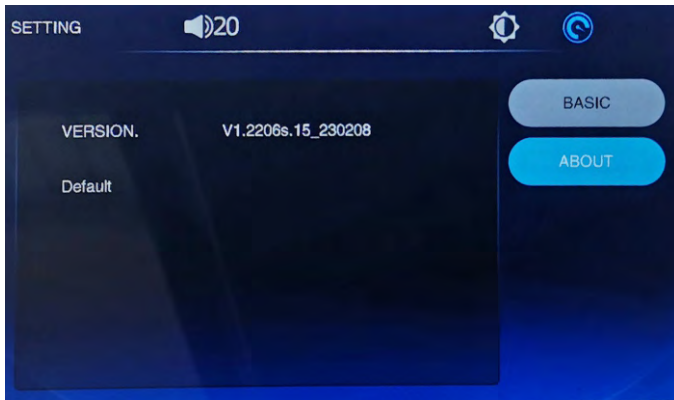 SETTING
20
BASIC
VERSION.
V1.2206s.15_230208
ABOUT
Default